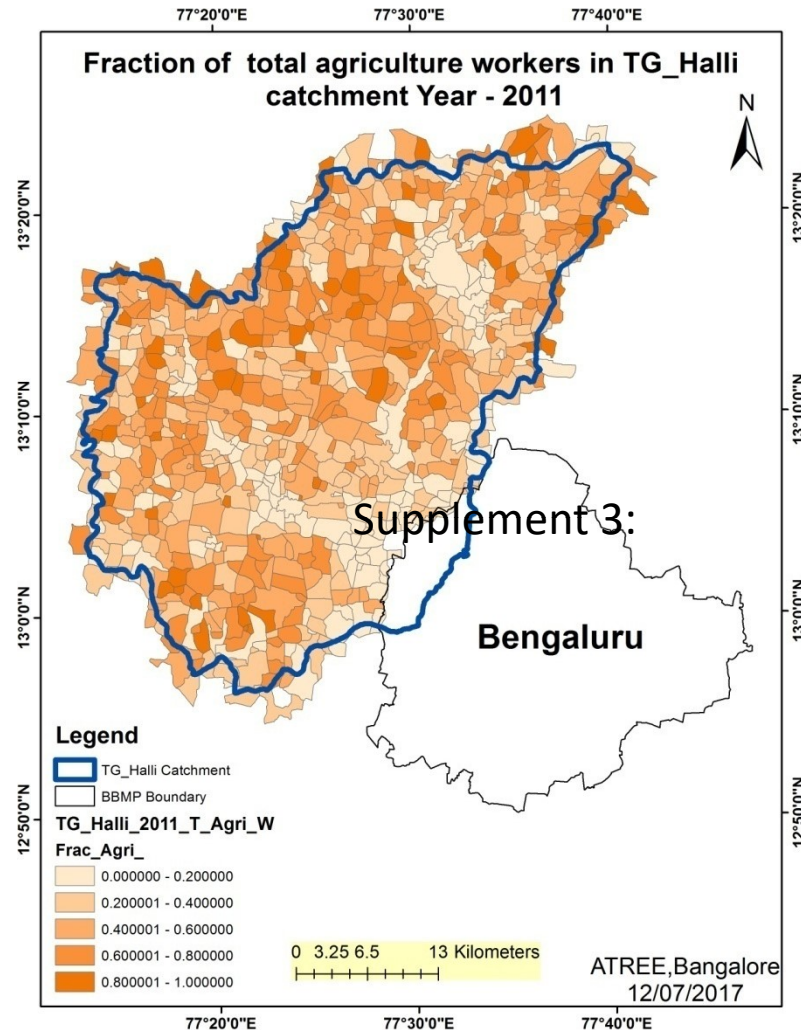 77°20'0"E 77°30'0"E 77°40'0"E
Fraction of total agriculture workers in TG_Halli
catchment Year - 2011
N
13°20'0"N 13°20'0"N
13°10'0"N 13°10'0"N
Supplement 3:
13°0'0"N 13°0'0"N
Bengaluru
Legend
TG_Halli Catchment
BBMP Boundary
12°50'0"N 12°50'0"N
TG_Halli_2011_T_Agri_W
Frac_Agri_
0.000000 - 0.200000
0.200001 - 0.400000
0.400001 - 0.600000
0.600001 - 0.800000
0.800001 - 1.000000
0 3.25 6.5 13 Kilometers
ATREE,Bangalore
12/07/2017
77°20'0"E 77°30'0"E 77°40'0"E